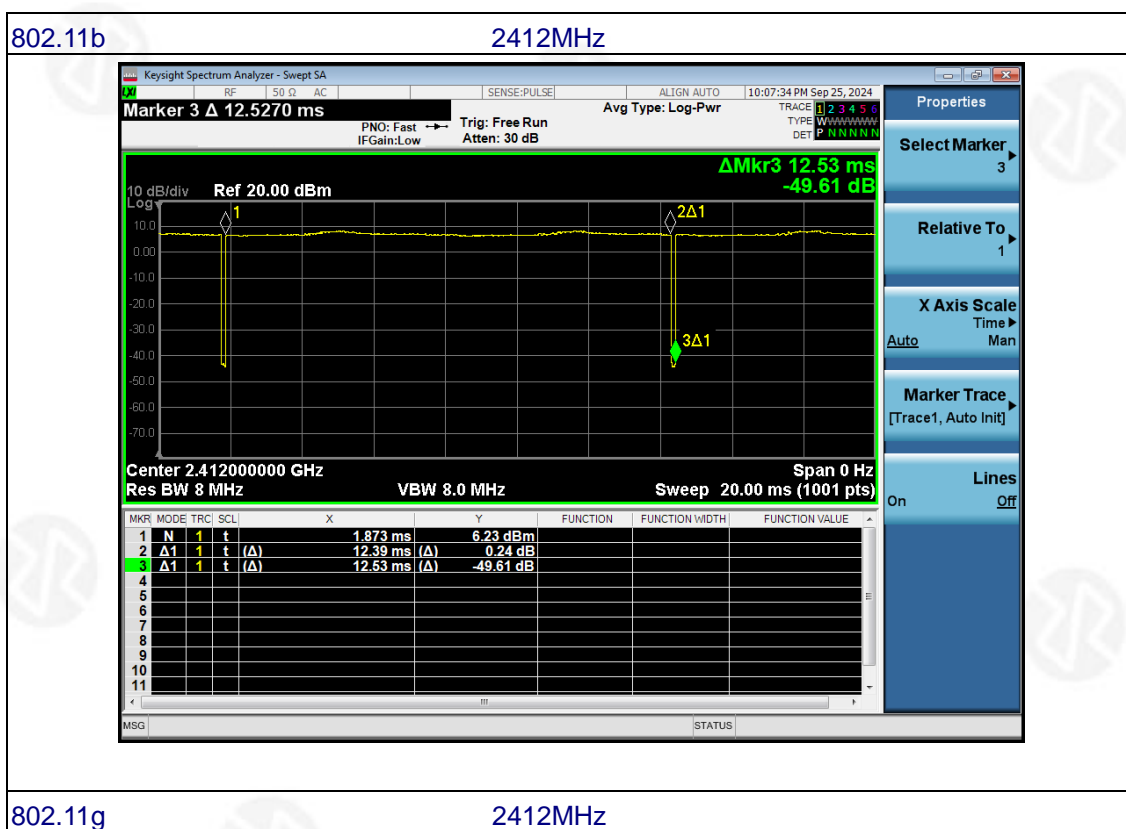 802.11b 2412MHz
Keysight Spectrum Analyzer - Swept SA
LXI RF 50 Ω AC SENSE:PULSE ALIGN AUTO 10:07:34 PM Sep 25, 2024
Marker 3 Δ 12.5270 ms
PNO: Fast
IFGain:Low
Trig: Free Run
Atten: 30 dB
Avg Type: Log-Pwr
TRACE 1 2 3 4 5 6
TYPE WWWWWW
DET P N N N N N
ΔMkr3 12.53 ms
-49.61 dB
10 dB/div Ref 20.00 dBm
Log
1
2Δ1
3Δ1
10.0
0.00
-10.0
-20.0
-30.0
-40.0
-50.0
-60.0
-70.0
Center 2.412000000 GHz Span 0 Hz
Res BW 8 MHz VBW 8.0 MHz Sweep 20.00 ms (1001 pts)
MKR MODE TRC SCL X Y FUNCTION FUNCTION WIDTH FUNCTION VALUE
1 N 1 t 1.873 ms 6.23 dBm
2 Δ1 1 t (Δ) 12.39 ms (Δ) 0.24 dB
3 Δ1 1 t (Δ) 12.53 ms (Δ) -49.61 dB
4
5
6
7
8
9
10
11
MSG STATUS
Properties
Select Marker
3
Relative To
1
X Axis Scale
Time
Auto Man
Marker Trace
[Trace1, Auto Init]
Lines
On Off
802.11g 2412MHz